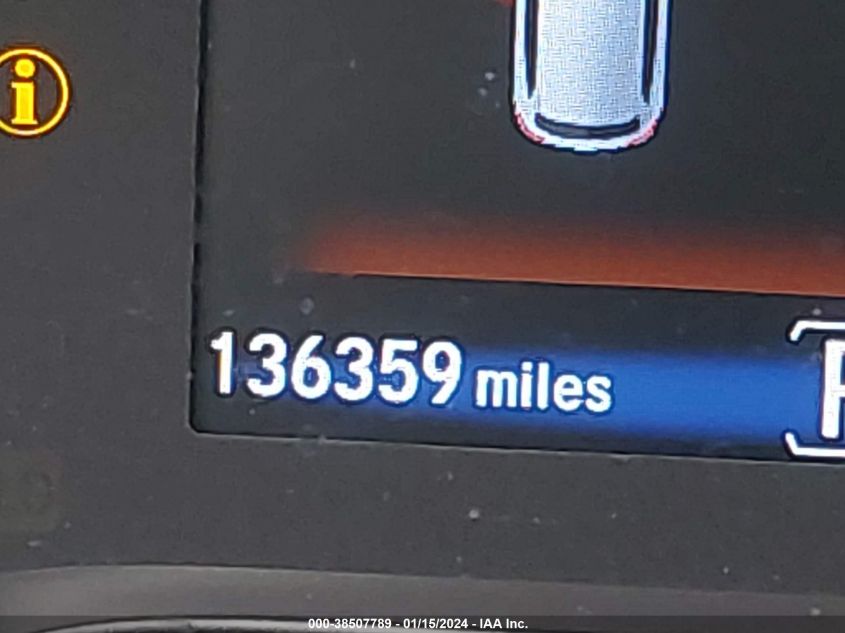 i
136359 miles
P
000-38507789 - 01/15/2024 - IAA Inc.